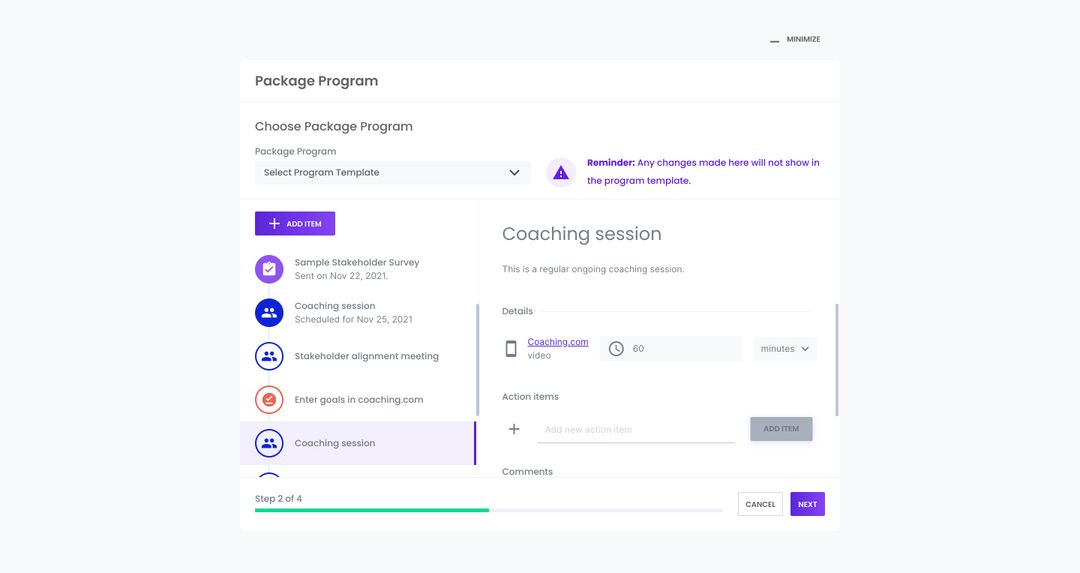 MINIMIZE
Package Program
Choose Package Program
Package Program
Select Program Template
Reminder: Any changes made here will not show in
the program template.
ADD ITEM
Sample Stakeholder Survey
Sent on Nov 22, 2021.
Coaching session
Scheduled for Nov 25, 2021
Stakeholder alignment meeting
Enter goals in coaching.com
Coaching session
Coaching session
This is a regular ongoing coaching session.
Details
Coaching.com
video
60
minutes
Action items
Add new action item
ADD ITEM
Comments
Step 2 of 4
CANCEL
NEXT